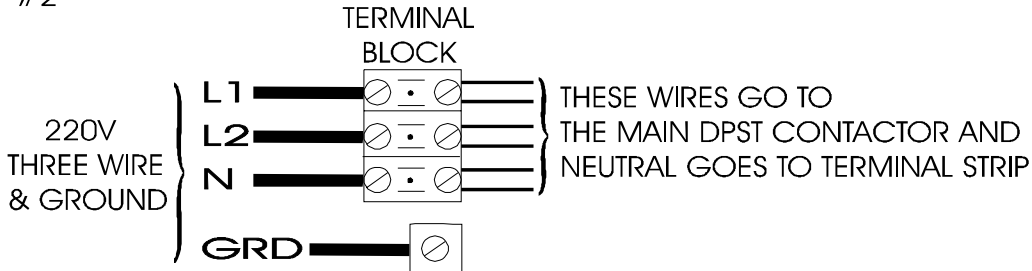 #2
TERMINAL
BLOCK
220V
THREE WIRE
& GROUND
L1
L2
N
GRD
THESE WIRES GO TO
THE MAIN DPST CONTACTOR AND
NEUTRAL GOES TO TERMINAL STRIP